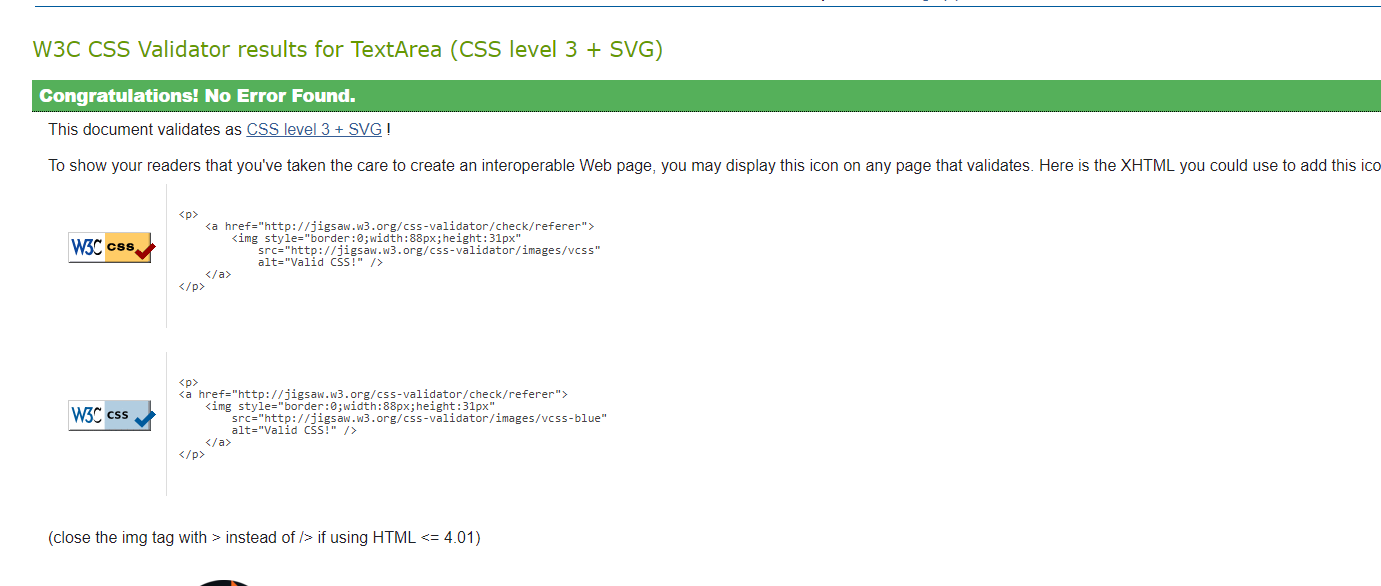 W3C CSS Validator results for TextArea (CSS level 3 + SVG)
Congratulations! No Error Found.
This document validates as CSS level 3 + SVG !
To show your readers that you've taken the care to create an interoperable Web page, you may display this icon on any page that validates. Here is the XHTML you could use to add this ico
W3C css
<p>
<a href="http://jigsaw.w3.org/css-validator/check/referer">
<img style="border:0;width:88px;height:31px"
src="http://jigsaw.w3.org/css-validator/images/vcss"
alt="Valid CSS!" />
</a>
</p>
W3C css
<p>
<a href="http://jigsaw.w3.org/css-validator/check/referer">
<img style="border:0;width:88px;height:31px"
src="http://jigsaw.w3.org/css-validator/images/vcss-blue"
alt="Valid CSS!" />
</a>
</p>
(close the img tag with > instead of /> if using HTML <= 4.01)